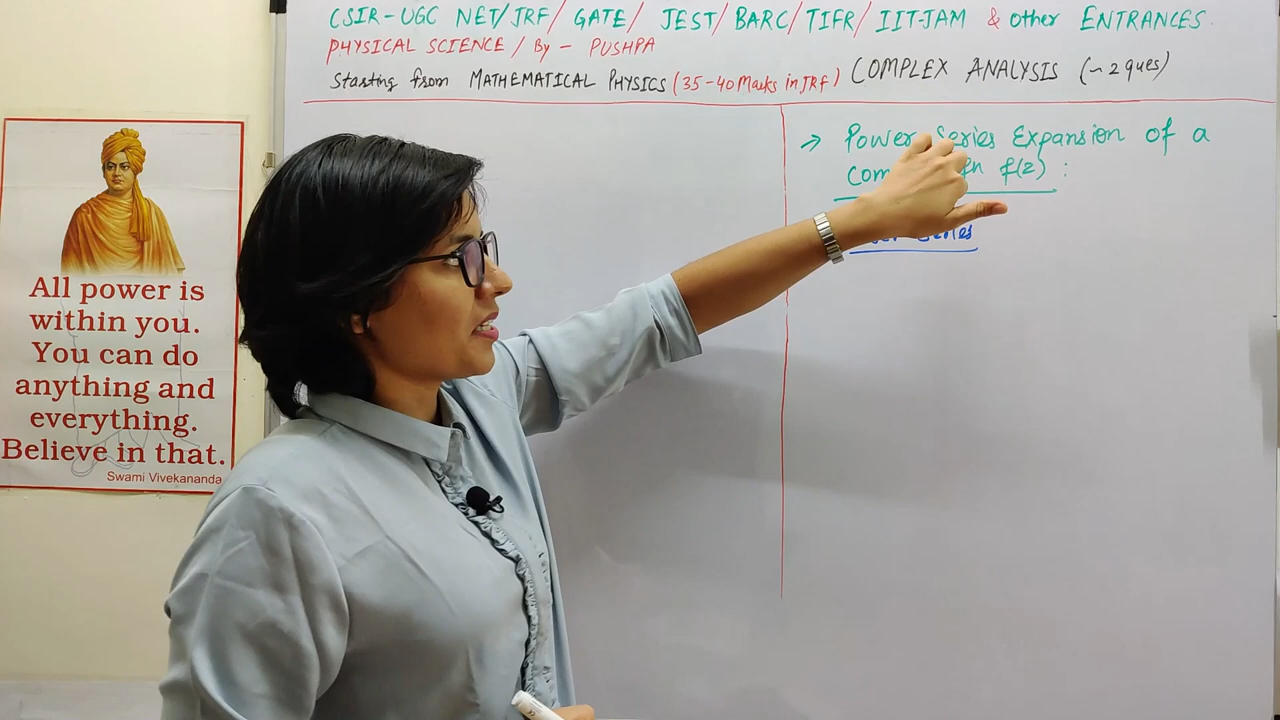 CSIR-UGC NET/JRF/ GATE/ JEST/BARC/TIFR/ IIT-JAM & other ENTRANCES
PHYSICAL SCIENCE / By - PUSHPA
Starting from MATHEMATICAL PHYSICS (35-40 Marks in JRF) COMPLEX ANALYSIS (~ 2 ques)
→ Power Series Expansion of a
fn f(z) :
Series
All power is
within you.
You can do
anything and
everything.
Believe in that.
Swami Vivekananda